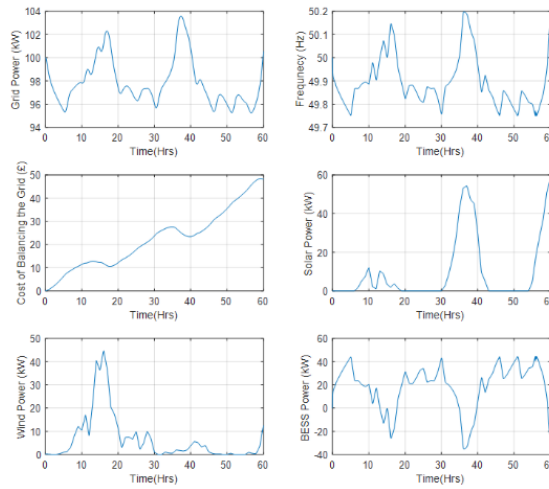 104
102
100
98
96
94
Grid Power (kW)
0 10 20 30 40 50 60
Time(Hrs)
50.2
50.1
50
49.9
49.8
49.7
Frequnecy (Hz)
0 10 20 30 40 50 60
Time(Hrs)
50
40
30
20
10
0
Cost of Balancing the Grid (£)
0 10 20 30 40 50 60
Time(Hrs)
60
40
20
0
Solar Power (kW)
0 10 20 30 40 50 60
Time(Hrs)
50
40
30
20
10
0
Wind Power (kW)
0 10 20 30 40 50 60
Time(Hrs)
60
40
20
0
-20
-40
BESS Power (kW)
0 10 20 30 40 50 60
Time(Hrs)